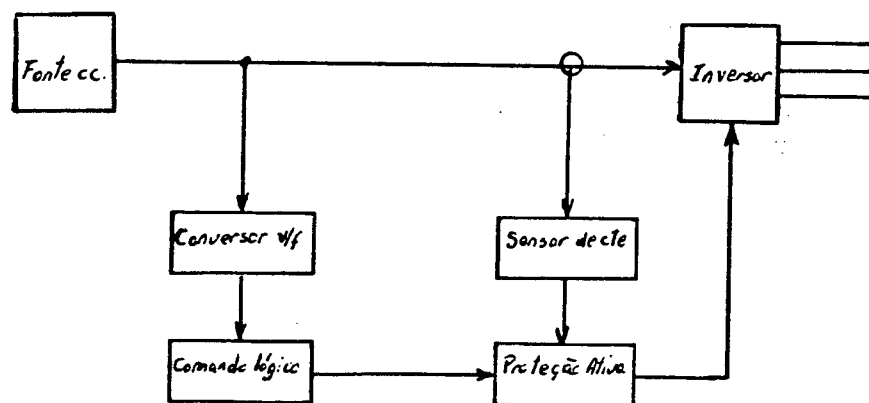 Fonte cc.
Inversor
Conversor v/f
Sensor de cte
Comando lógico
Proteção Ativa